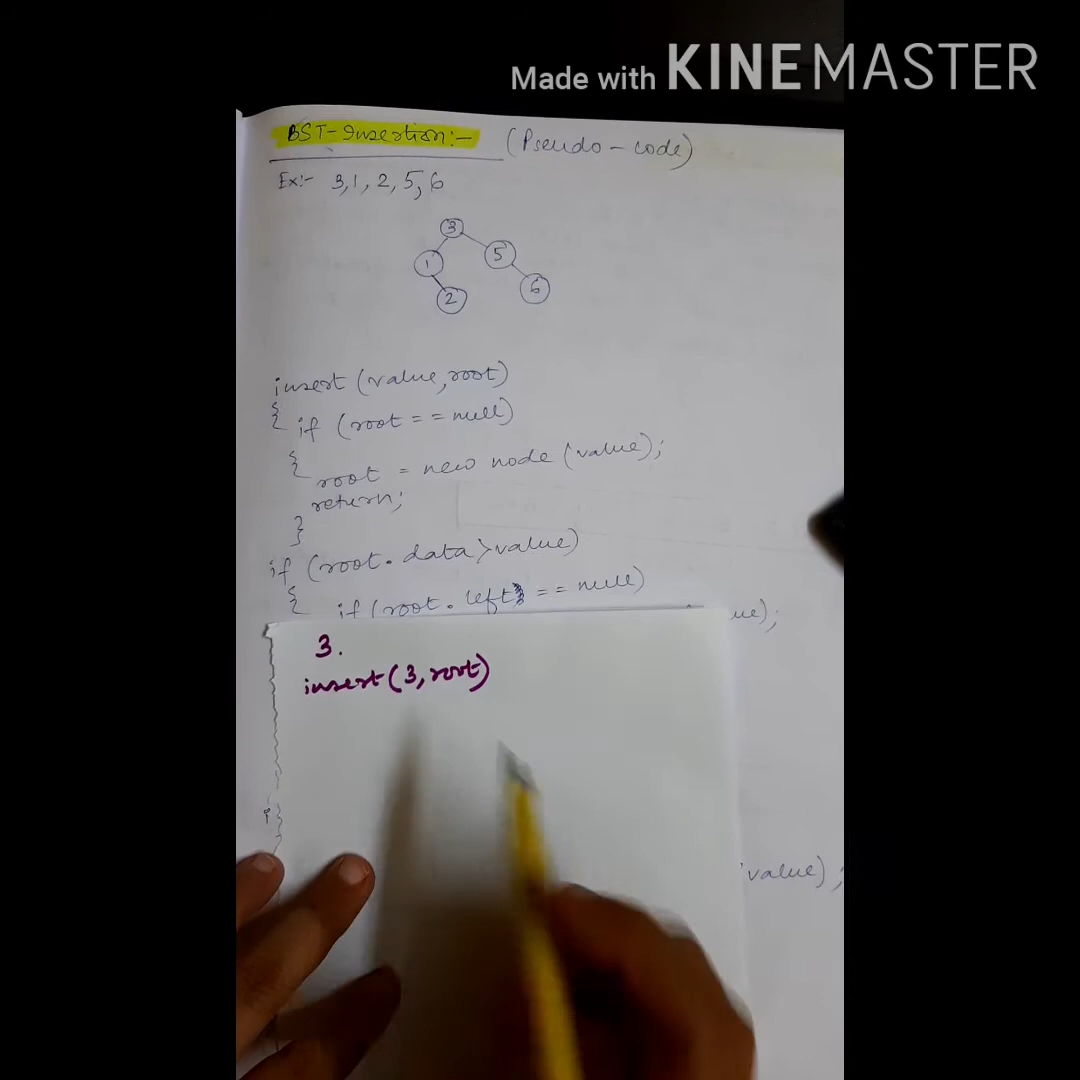 Made with KINEMASTER
BST-Insertion:- (Pseudo-code)
Ex:- 3,1,2,5,6
3
1
5
2
6
insert (value,root)
{ if (root == null)
{ root = new node (value);
return;
}
if (root.data > value)
{ if (root.left == null)
ue);
3.
insert(3,root)
value);